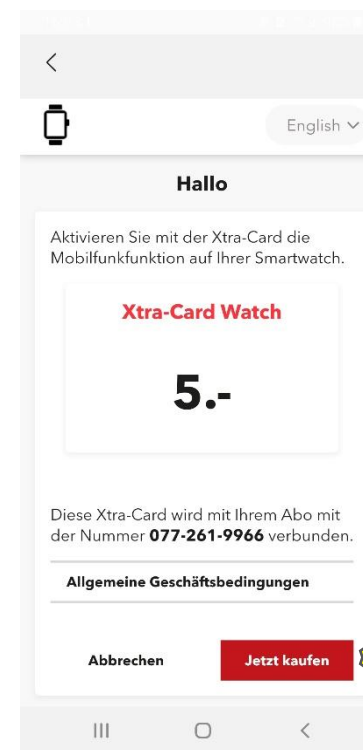 English
Hallo
Aktivieren Sie mit der Xtra-Card die
Mobilfunkfunktion auf Ihrer Smartwatch.
Xtra-Card Watch
5.-
Diese Xtra-Card wird mit Ihrem Abo mit
der Nummer 077-261-9966 verbunden.
Allgemeine Geschäftsbedingungen
Abbrechen
Jetzt kaufen